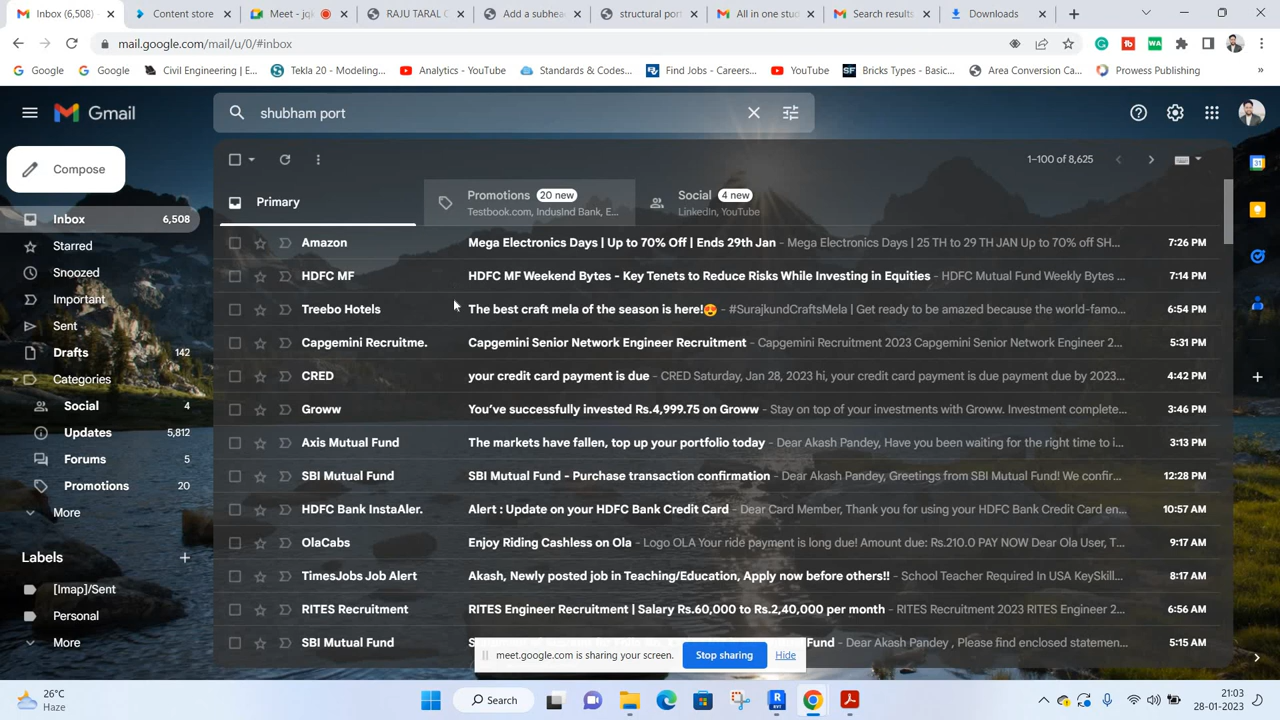 Inbox (6,508
Content store
Meet - jqk
RAJU TARAL C
Add a subhea
structural por
All in one stud
Search results
Downloads
mail.google.com/mail/u/0/#inbox
Google
Google
Civil Engineering | E...
Tekla 20 - Modeling...
Analytics - YouTube
Standards & Codes...
Find Jobs - Careers...
YouTube
SF
Bricks Types - Basic...
Area Conversion Ca...
Prowess Publishing
»
Gmail
shubham port
Compose
1–100 of 8,625
Inbox 6,508
Starred
Snoozed
Important
Sent
Drafts 142
Categories
Social 4
Updates 5,812
Forums 5
Promotions 20
More
Labels
[Imap]/Sent
Personal
More
Primary
Promotions 20 new
Testbook.com, IndusInd Bank, E...
Social 4 new
LinkedIn, YouTube
Amazon Mega Electronics Days | Up to 70% Off | Ends 29th Jan - Mega Electronics Days | 25 TH to 29 TH JAN Up to 70% off SH... 7:26 PM
HDFC MF HDFC MF Weekend Bytes - Key Tenets to Reduce Risks While Investing in Equities - HDFC Mutual Fund Weekly Bytes ... 7:14 PM
Treebo Hotels The best craft mela of the season is here!😍 - #SurajkundCraftsMela | Get ready to be amazed because the world-famo... 6:54 PM
Capgemini Recruitme. Capgemini Senior Network Engineer Recruitment - Capgemini Recruitment 2023 Capgemini Senior Network Engineer 2... 5:31 PM
CRED your credit card payment is due - CRED Saturday, Jan 28, 2023 hi, your credit card payment is due payment due by 2023... 4:42 PM
Groww You've successfully invested Rs.4,999.75 on Groww - Stay on top of your investments with Groww. Investment complete... 3:46 PM
Axis Mutual Fund The markets have fallen, top up your portfolio today - Dear Akash Pandey, Have you been waiting for the right time to i... 3:13 PM
SBI Mutual Fund SBI Mutual Fund - Purchase transaction confirmation - Dear Akash Pandey, Greetings from SBI Mutual Fund! We confir... 12:28 PM
HDFC Bank InstaAler. Alert : Update on your HDFC Bank Credit Card - Dear Card Member, Thank you for using your HDFC Bank Credit Card en... 10:57 AM
OlaCabs Enjoy Riding Cashless on Ola - Logo OLA Your ride payment is long due! Amount due: Rs.210.0 PAY NOW Dear Ola User, T... 9:17 AM
TimesJobs Job Alert Akash, Newly posted job in Teaching/Education, Apply now before others!! - School Teacher Required In USA KeySkill... 8:17 AM
RITES Recruitment RITES Engineer Recruitment | Salary Rs.60,000 to Rs.2,40,000 per month - RITES Recruitment 2023 RITES Engineer 2... 6:56 AM
SBI Mutual Fund Fund - Dear Akash Pandey , Please find enclosed statemen... 5:15 AM
meet.google.com is sharing your screen. Stop sharing Hide
26°C
Haze
Search
21:03
28-01-2023